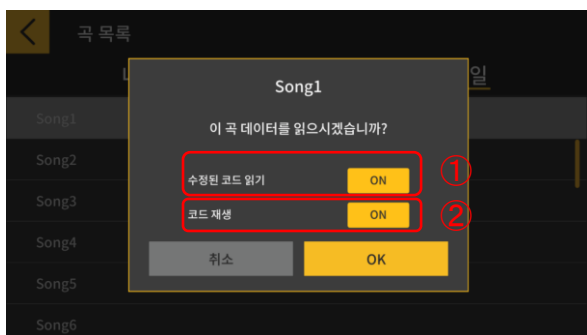 곡 목록
일
Song1
Song1
이 곡 데이터를 읽으시겠습니까?
Song2
수정된 코드 읽기 ON ①
Song3
코드 재생 ON ②
Song4
취소 OK
Song5
Song6